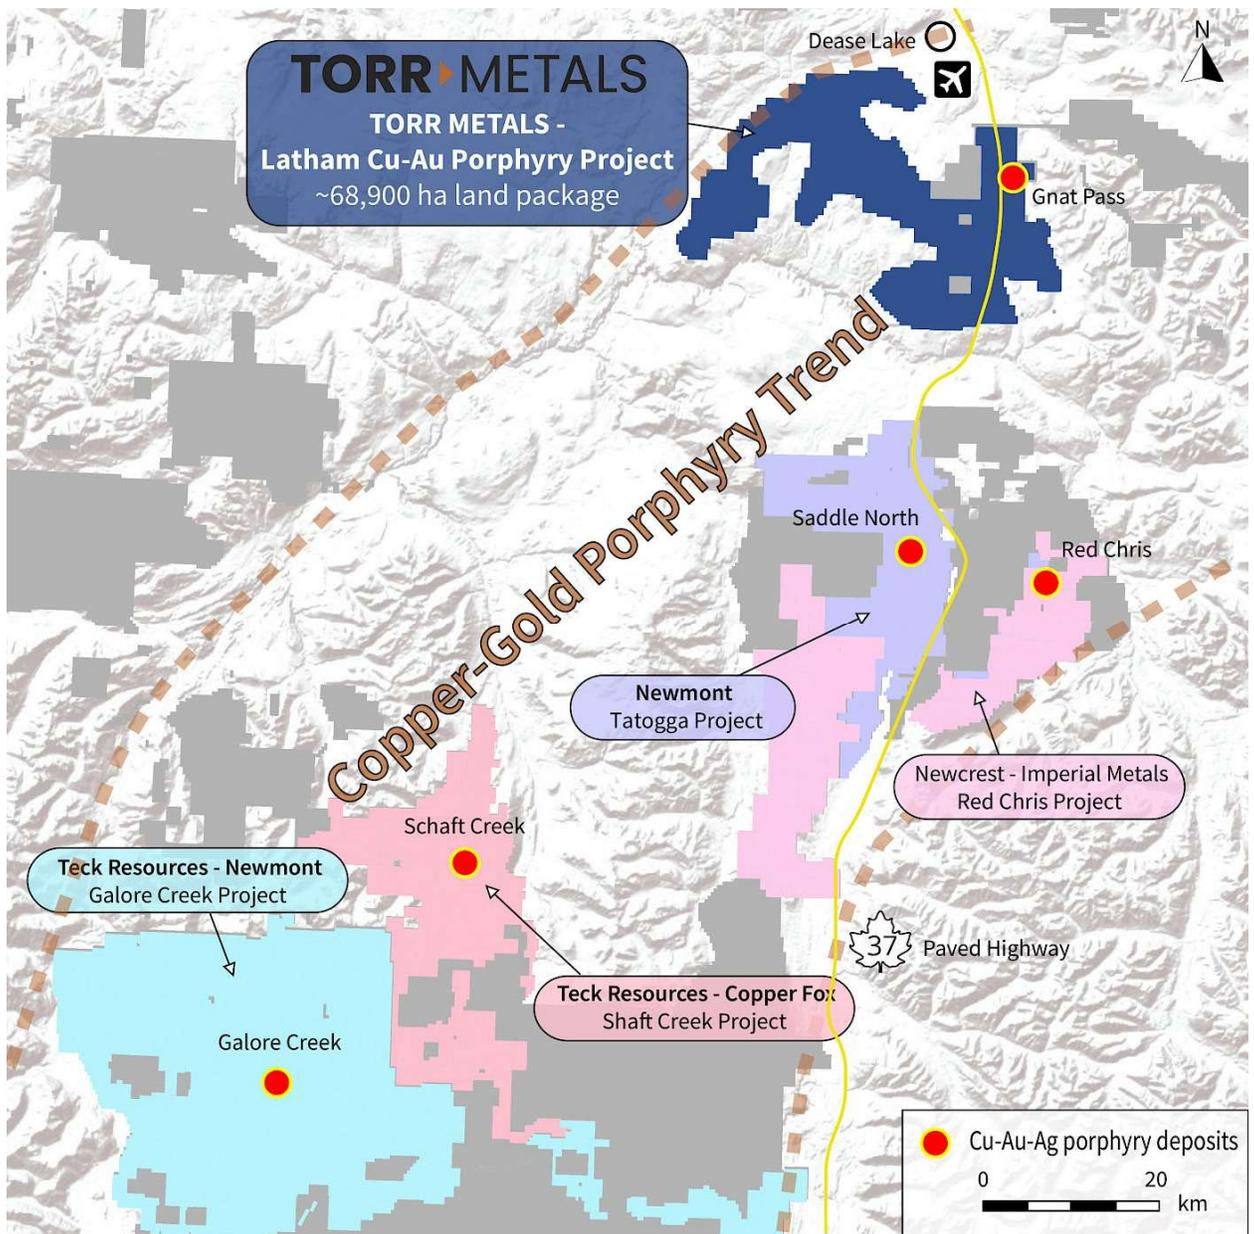 Dease Lake
N
TORR METALS
TORR METALS -
Latham Cu-Au Porphyry Project
~68,900 ha land package
Gnat Pass
Copper-Gold Porphyry Trend
Saddle North
Red Chris
Newmont
Tatogga Project
Newcrest - Imperial Metals
Red Chris Project
Schaft Creek
Teck Resources - Newmont
Galore Creek Project
37 Paved Highway
Teck Resources - Copper Fox
Shaft Creek Project
Galore Creek
Cu-Au-Ag porphyry deposits
0 20
km